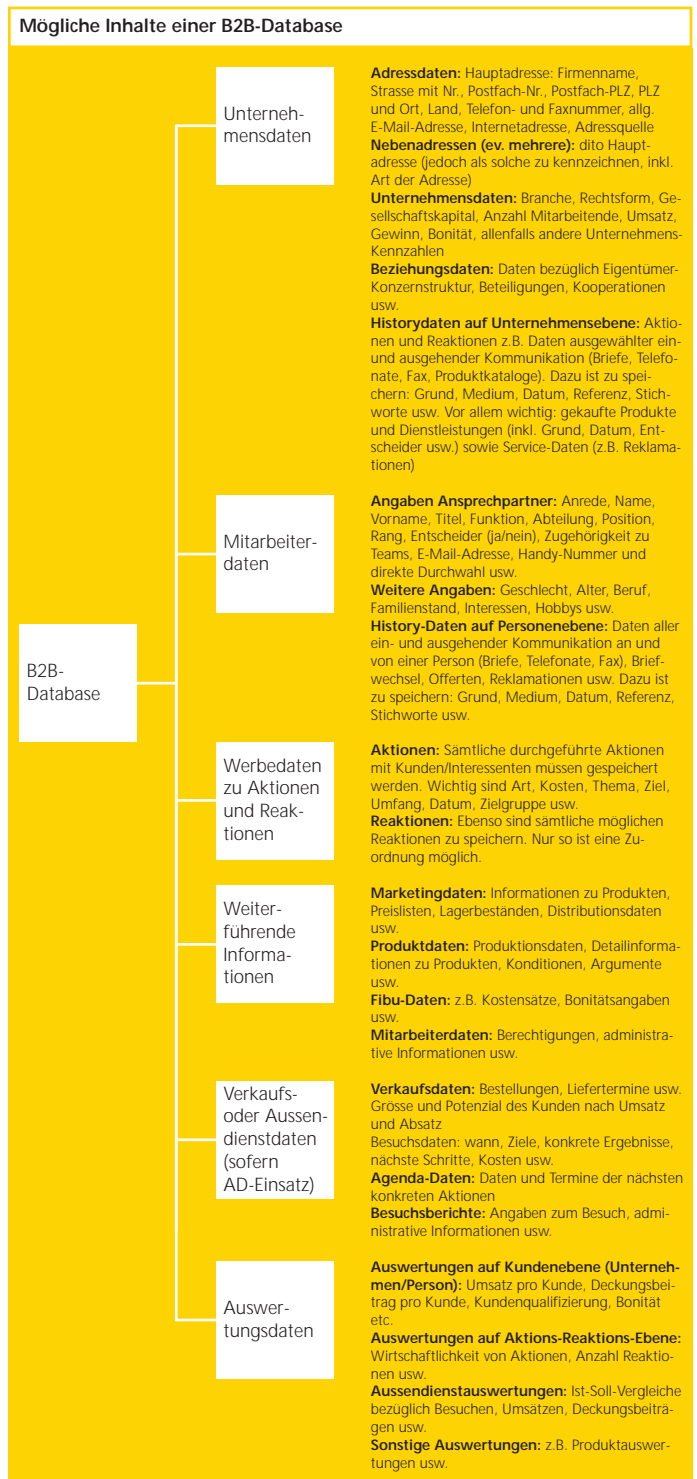 Mögliche Inhalte einer B2B-Database
B2B-
Database
Unterneh-
mensdaten
Adressdaten: Hauptadresse: Firmenname,
Strasse mit Nr., Postfach-Nr., Postfach-PLZ, PLZ
und Ort, Land, Telefon- und Faxnummer, allg.
E-Mail-Adresse, Internetadresse, Adressquelle
Nebenadressen (ev. mehrere): dito Haupt-
adresse (jedoch als solche zu kennzeichnen, inkl.
Art der Adresse)
Unternehmensdaten: Branche, Rechtsform, Ge-
sellschaftskapital, Anzahl Mitarbeitende, Umsatz,
Gewinn, Bonität, allenfalls andere Unternehmens-
Kennzahlen
Beziehungsdaten: Daten bezüglich Eigentümer-
Konzernstruktur, Beteiligungen, Kooperationen
usw.
Historydaten auf Unternehmensebene: Aktio-
nen und Reaktionen z.B. Daten ausgewählter ein-
und ausgehender Kommunikation (Briefe, Telefo-
nate, Fax, Produktkataloge). Dazu ist zu spei-
chern: Grund, Medium, Datum, Referenz, Stich-
worte usw. Vor allem wichtig: gekaufte Produkte
und Dienstleistungen (inkl. Grund, Datum, Ent-
scheider usw.) sowie Service-Daten (z.B. Reklama-
tionen)
Mitarbeiter-
daten
Angaben Ansprechpartner: Anrede, Name,
Vorname, Titel, Funktion, Abteilung, Position,
Rang, Entscheider (ja/nein), Zugehörigkeit zu
Teams, E-Mail-Adresse, Handy-Nummer und
direkte Durchwahl usw.
Weitere Angaben: Geschlecht, Alter, Beruf,
Familienstand, Interessen, Hobbys usw.
History-Daten auf Personenebene: Daten aller
ein- und ausgehender Kommunikation an und
von einer Person (Briefe, Telefonate, Fax), Brief-
wechsel, Offerten, Reklamationen usw. Dazu ist
zu speichern: Grund, Medium, Datum, Referenz,
Stichworte usw.
Werbedaten
zu Aktionen
und Reak-
tionen
Aktionen: Sämtliche durchgeführte Aktionen
mit Kunden/Interessenten müssen gespeichert
werden. Wichtig sind Art, Kosten, Thema, Ziel,
Umfang, Datum, Zielgruppe usw.
Reaktionen: Ebenso sind sämtliche möglichen
Reaktionen zu speichern. Nur so ist eine Zu-
ordnung möglich.
Weiter-
führende
Informa-
tionen
Marketingdaten: Informationen zu Produkten,
Preislisten, Lagerbeständen, Distributionsdaten
usw.
Produktdaten: Produktionsdaten, Detailinforma-
tionen zu Produkten, Konditionen, Argumente
usw.
Fibu-Daten: z.B. Kostensätze, Bonitätsangaben
usw.
Mitarbeiterdaten: Berechtigungen, administra-
tive Informationen usw.
Verkaufs-
oder Aussen-
dienstdaten
(sofern
AD-Einsatz)
Verkaufsdaten: Bestellungen, Liefertermine usw.
Grösse und Potenzial des Kunden nach Umsatz
und Absatz
Besuchsdaten: wann, Ziele, konkrete Ergebnisse,
nächste Schritte, Kosten usw.
Agenda-Daten: Daten und Termine der nächsten
konkreten Aktionen
Besuchsberichte: Angaben zum Besuch, admi-
nistrative Informationen usw.
Auswer-
tungsdaten
Auswertungen auf Kundenebene (Unterneh-
men/Person): Umsatz pro Kunde, Deckungsbei-
trag pro Kunde, Kundenqualifizierung, Bonität
etc.
Auswertungen auf Aktions-Reaktions-Ebene:
Wirtschaftlichkeit von Aktionen, Anzahl Reaktio-
nen usw.
Aussendienstauswertungen: Ist-Soll-Vergleiche
bezüglich Besuchen, Umsätzen, Deckungsbeiträ-
gen usw.
Sonstige Auswertungen: z.B. Produktauswer-
tungen usw.